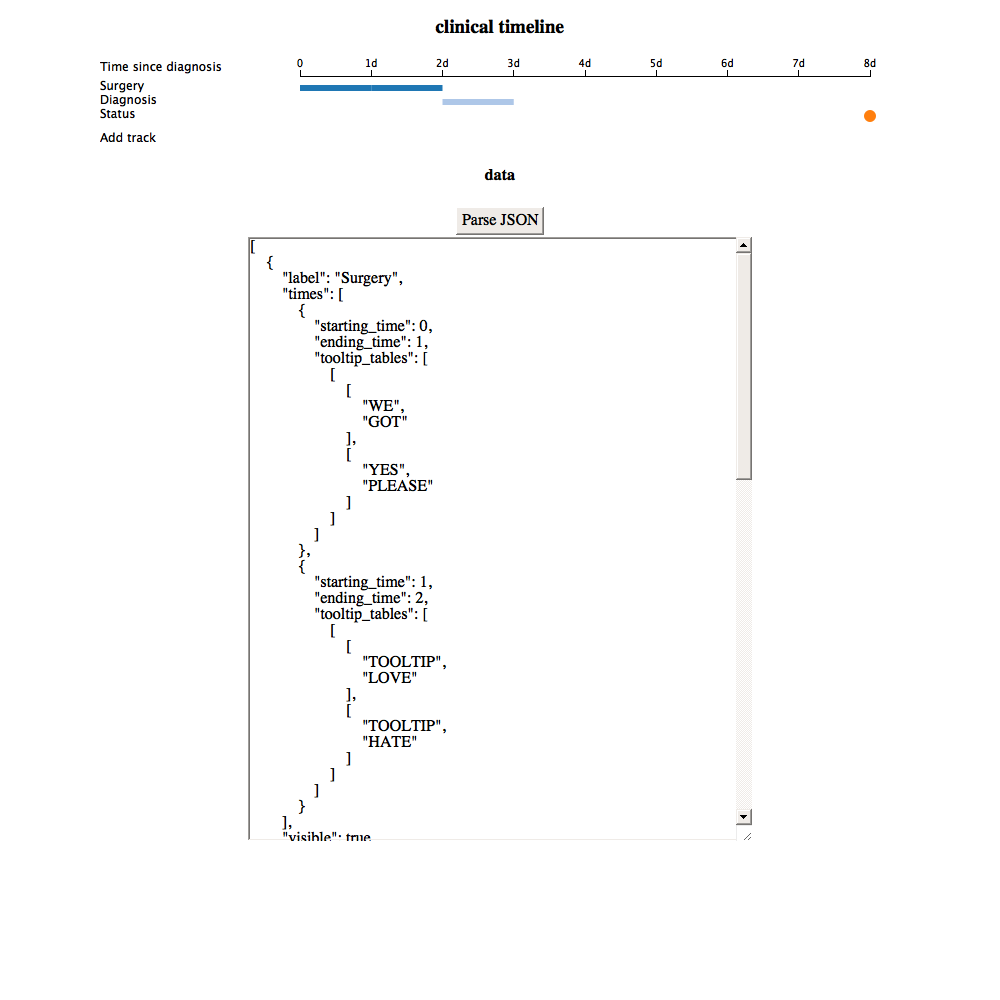 clinical timeline
Time since diagnosis
0 1d 2d 3d 4d 5d 6d 7d 8d
Surgery
Diagnosis
Status
Add track
data
Parse JSON
[
    {
        "label": "Surgery",
        "times": [
            {
                "starting_time": 0,
                "ending_time": 1,
                "tooltip_tables": [
                    [
                        [
                            "WE",
                            "GOT"
                        ],
                        [
                            "YES",
                            "PLEASE"
                        ]
                    ]
                ]
            },
            {
                "starting_time": 1,
                "ending_time": 2,
                "tooltip_tables": [
                    [
                        [
                            "TOOLTIP",
                            "LOVE"
                        ],
                        [
                            "TOOLTIP",
                            "HATE"
                        ]
                    ]
                ]
            }
        ],
        "visible": true